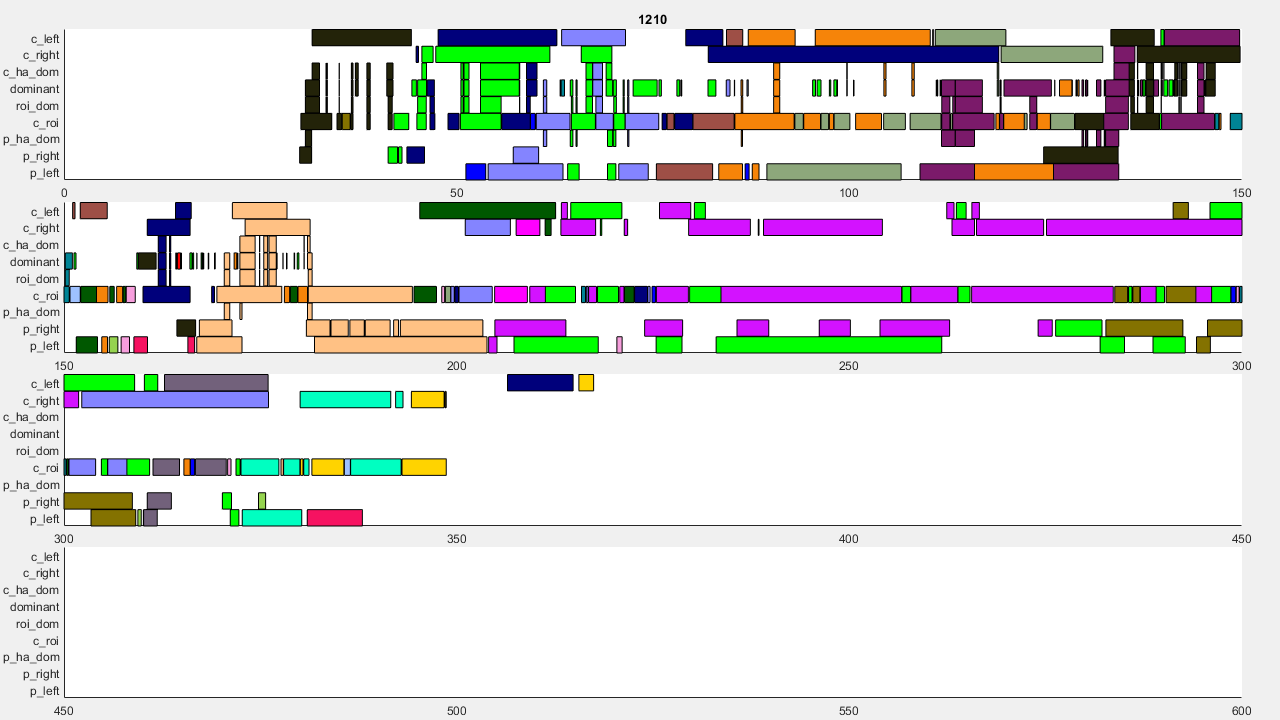 1210
c_left
c_right
c_ha_dom
dominant
roi_dom
c_roi
p_ha_dom
p_right
p_left
0 50 100 150
c_left
c_right
c_ha_dom
dominant
roi_dom
c_roi
p_ha_dom
p_right
p_left
150 200 250 300
c_left
c_right
c_ha_dom
dominant
roi_dom
c_roi
p_ha_dom
p_right
p_left
300 350 400 450
c_left
c_right
c_ha_dom
dominant
roi_dom
c_roi
p_ha_dom
p_right
p_left
450 500 550 600